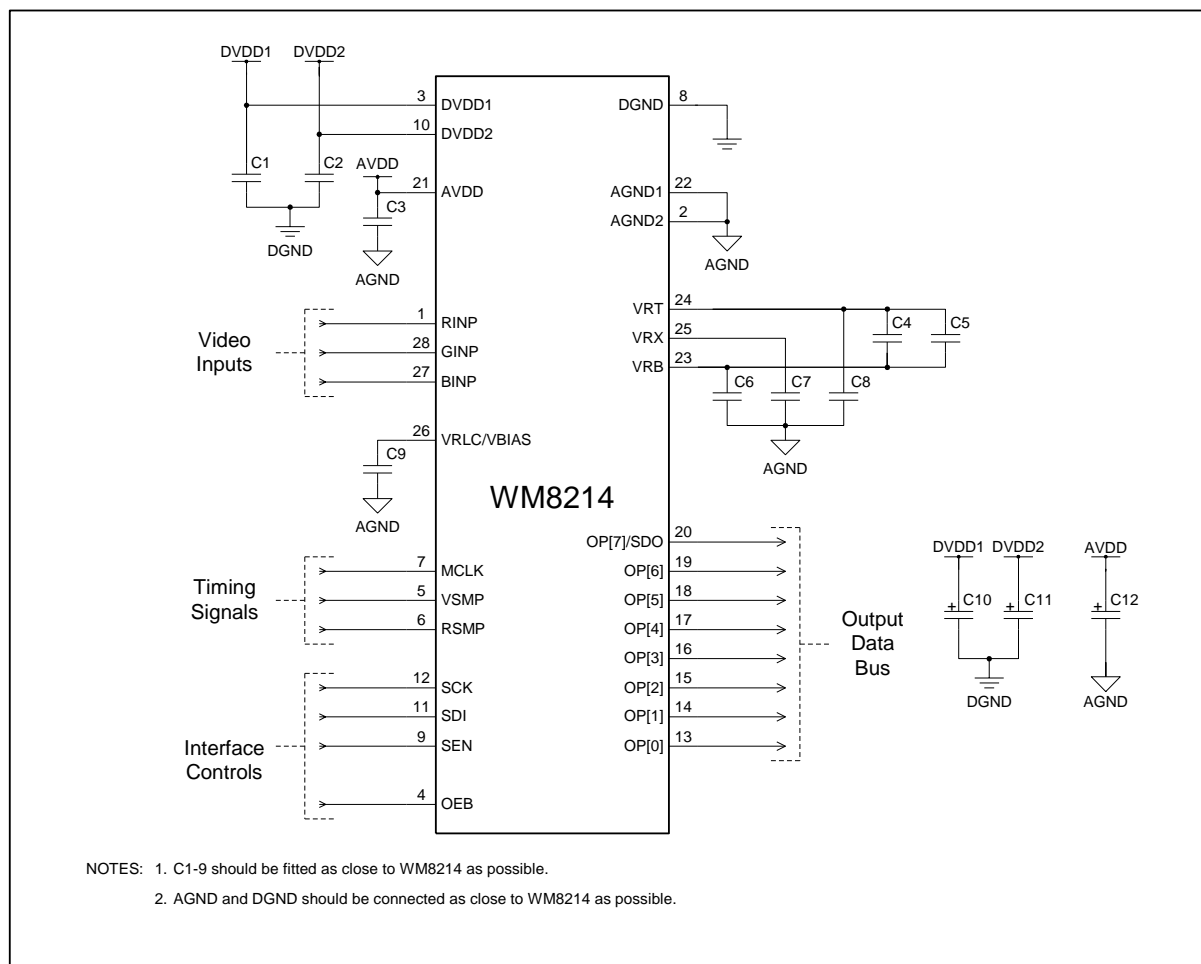 DVDD1 DVDD2
3 DVDD1
10 DVDD2
C1 C2
DGND
AVDD
21 AVDD
C3
AGND
DGND 8
AGND1 22
AGND2 2
AGND
Video
Inputs
1 RINP
28 GINP
27 BINP
VRT 24
VRX 25
VRB 23
C4 C5
C6 C7 C8
AGND
26 VRLC/VBIAS
C9
AGND
WM8214
Timing
Signals
7 MCLK
5 VSMP
6 RSMP
Interface
Controls
12 SCK
11 SDI
9 SEN
4 OEB
OP[7]/SDO 20
OP[6] 19
OP[5] 18
OP[4] 17
OP[3] 16
OP[2] 15
OP[1] 14
OP[0] 13
Output
Data
Bus
DVDD1 DVDD2 AVDD
+ C10 + C11 + C12
DGND AGND
NOTES: 1. C1-9 should be fitted as close to WM8214 as possible.
2. AGND and DGND should be connected as close to WM8214 as possible.